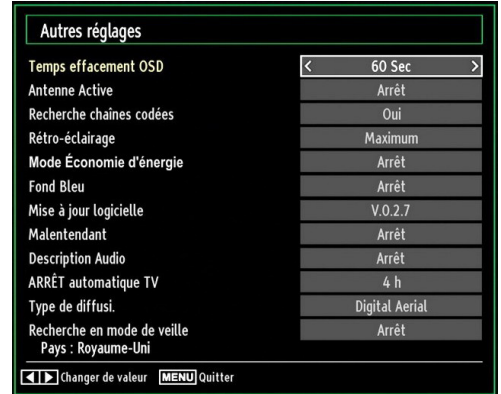 Autres réglages
Temps effacement OSD < 60 Sec >
Antenne Active Arrêt
Recherche chaînes codées Oui
Rétro-éclairage Maximum
Mode Économie d'énergie Arrêt
Fond Bleu Arrêt
Mise à jour logicielle V.0.2.7
Malentendant Arrêt
Description Audio Arrêt
ARRÊT automatique TV 4 h
Type de diffusi. Digital Aerial
Recherche en mode de veille Arrêt
Pays : Royaume-Uni
Changer de valeur MENU Quitter